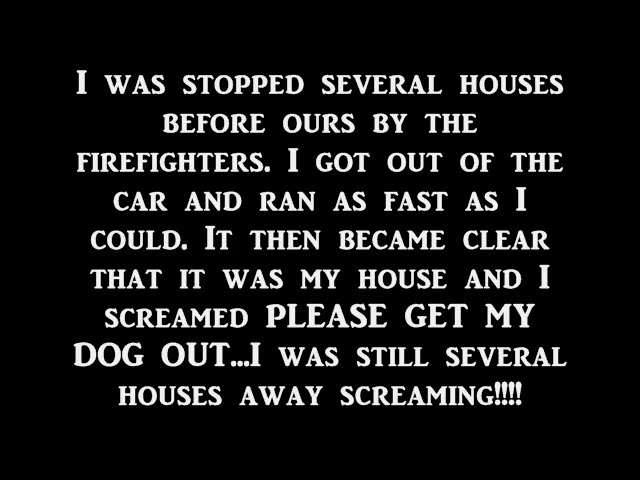 I was stopped several houses
before ours by the
firefighters. I got out of the
car and ran as fast as I
could. It then became clear
that it was my house and I
screamed PLEASE GET MY
DOG OUT...I was still several
houses away screaming!!!!